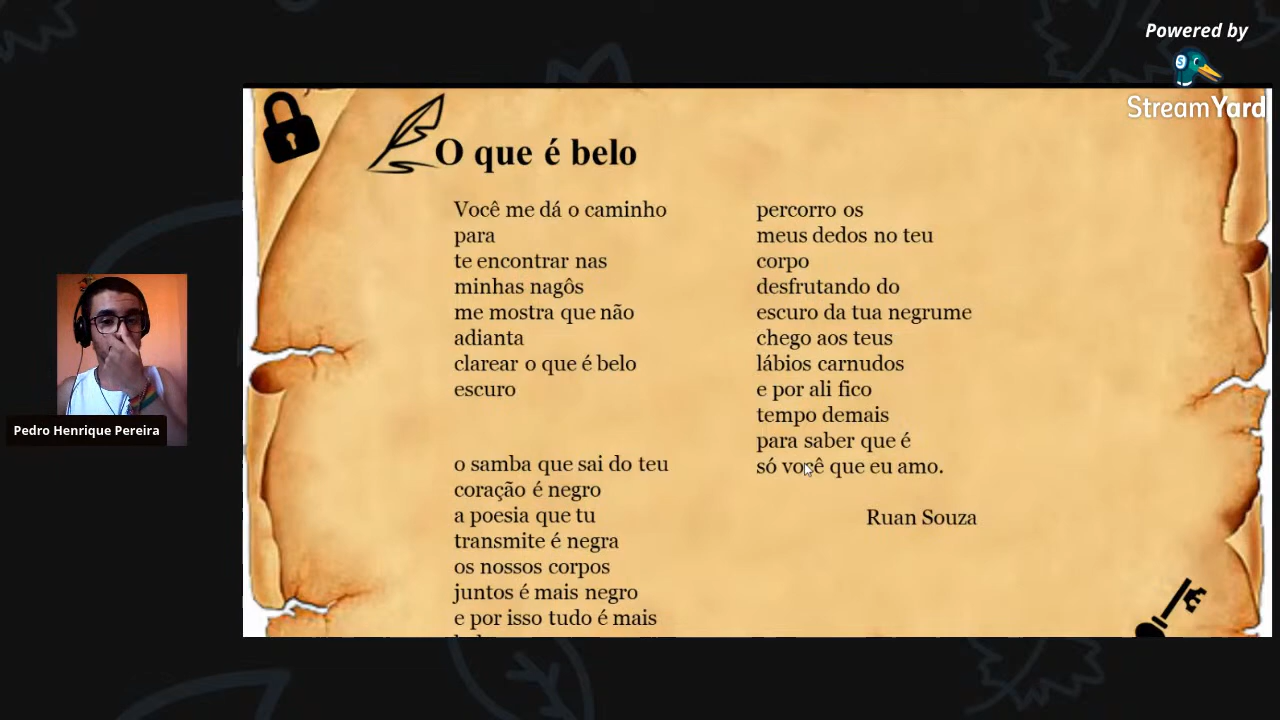 Powered by
StreamYard
O que é belo
Você me dá o caminho
para
te encontrar nas
minhas nagôs
me mostra que não
adianta
clarear o que é belo
escuro
o samba que sai do teu
coração é negro
a poesia que tu
transmite é negra
os nossos corpos
juntos é mais negro
e por isso tudo é mais
percorro os
meus dedos no teu
corpo
desfrutando do
escuro da tua negrume
chego aos teus
lábios carnudos
e por ali fico
tempo demais
para saber que é
só você que eu amo.
Ruan Souza
Pedro Henrique Pereira